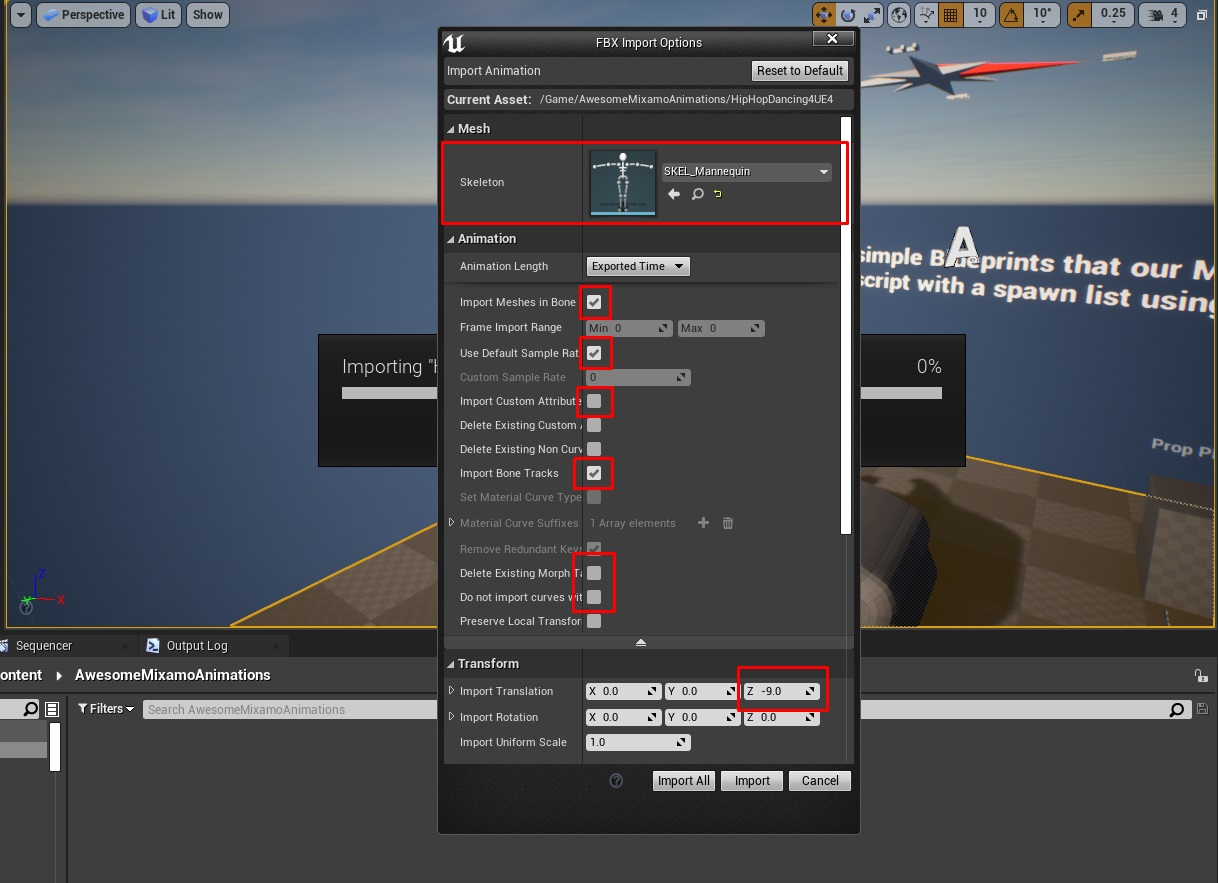 Perspective
Lit
Show
10
10°
0.25
4
FBX Import Options
Import Animation
Reset to Default
Current Asset: /Game/AwesomeMixamoAnimations/HipHopDancing4UE4
Mesh
Skeleton
SKEL_Mannequin
Animation
Animation Length
Exported Time
Import Meshes in Bone
Frame Import Range
Min 0
Max 0
Use Default Sample Rat
Custom Sample Rate
0
Import Custom Attribute
Delete Existing Custom
Delete Existing Non Curv
Import Bone Tracks
Set Material Curve Type
Material Curve Suffixes
1 Array elements
Remove Redundant Keys
Delete Existing Morph Ta
Do not import curves wit
Preserve Local Transfor
Transform
Import Translation
X 0.0
Y 0.0
Z -9.0
Import Rotation
X 0.0
Y 0.0
Z 0.0
Import Uniform Scale
1.0
Import All
Import
Cancel
Importing "H
0%
A
simple Blueprints that our M
script with a spawn list using
Prop P
Z
X
Sequencer
Output Log
ontent
AwesomeMixamoAnimations
Filters
Search AwesomeMixamoAnimations